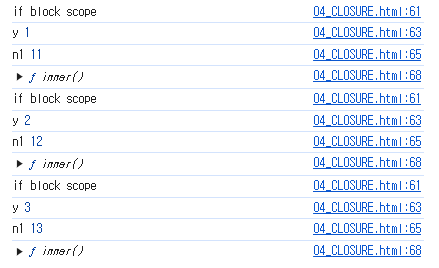 if block scope 04_CLOSURE.html:61
y 1 04_CLOSURE.html:63
n1 11 04_CLOSURE.html:65
▶ ƒ inner() 04_CLOSURE.html:68
if block scope 04_CLOSURE.html:61
y 2 04_CLOSURE.html:63
n1 12 04_CLOSURE.html:65
▶ ƒ inner() 04_CLOSURE.html:68
if block scope 04_CLOSURE.html:61
y 3 04_CLOSURE.html:63
n1 13 04_CLOSURE.html:65
▶ ƒ inner() 04_CLOSURE.html:68